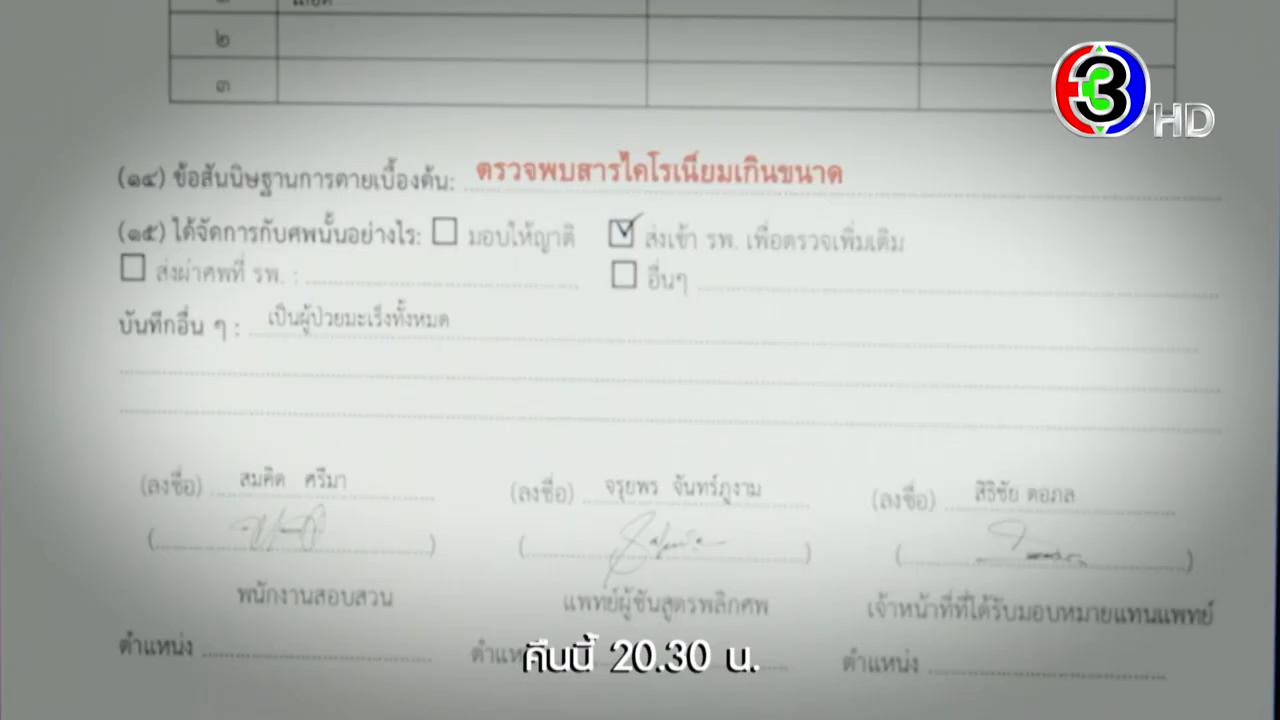 ๒
3 HD
๓
(๑๔) ข้อสันนิษฐานการตายเบื้องต้น: ตรวจพบสารไคโรเนี่ยมเกินขนาด
(๑๕) ได้จัดการกับศพนั้นอย่างไร: มอบให้ญาติ ส่งเข้า รพ. เพื่อตรวจเพิ่มเติม
ส่งผ่าศพที่ รพ. : อื่นๆ
บันทึกอื่น ๆ : เป็นผู้ป่วยมะเร็งทั้งหมด
(ลงชื่อ) สมคิด ศรีมา (ลงชื่อ) จรุยพร จันทร์ภูงาม (ลงชื่อ) สิธิชัย ดอภล
พนักงานสอบสวน แพทย์ผู้ชันสูตรพลิกศพ เจ้าหน้าที่ที่ได้รับมอบหมายแทนแพทย์
ตำแหน่ง ตำแหน่ง
คืนนี้ 20.30 น.